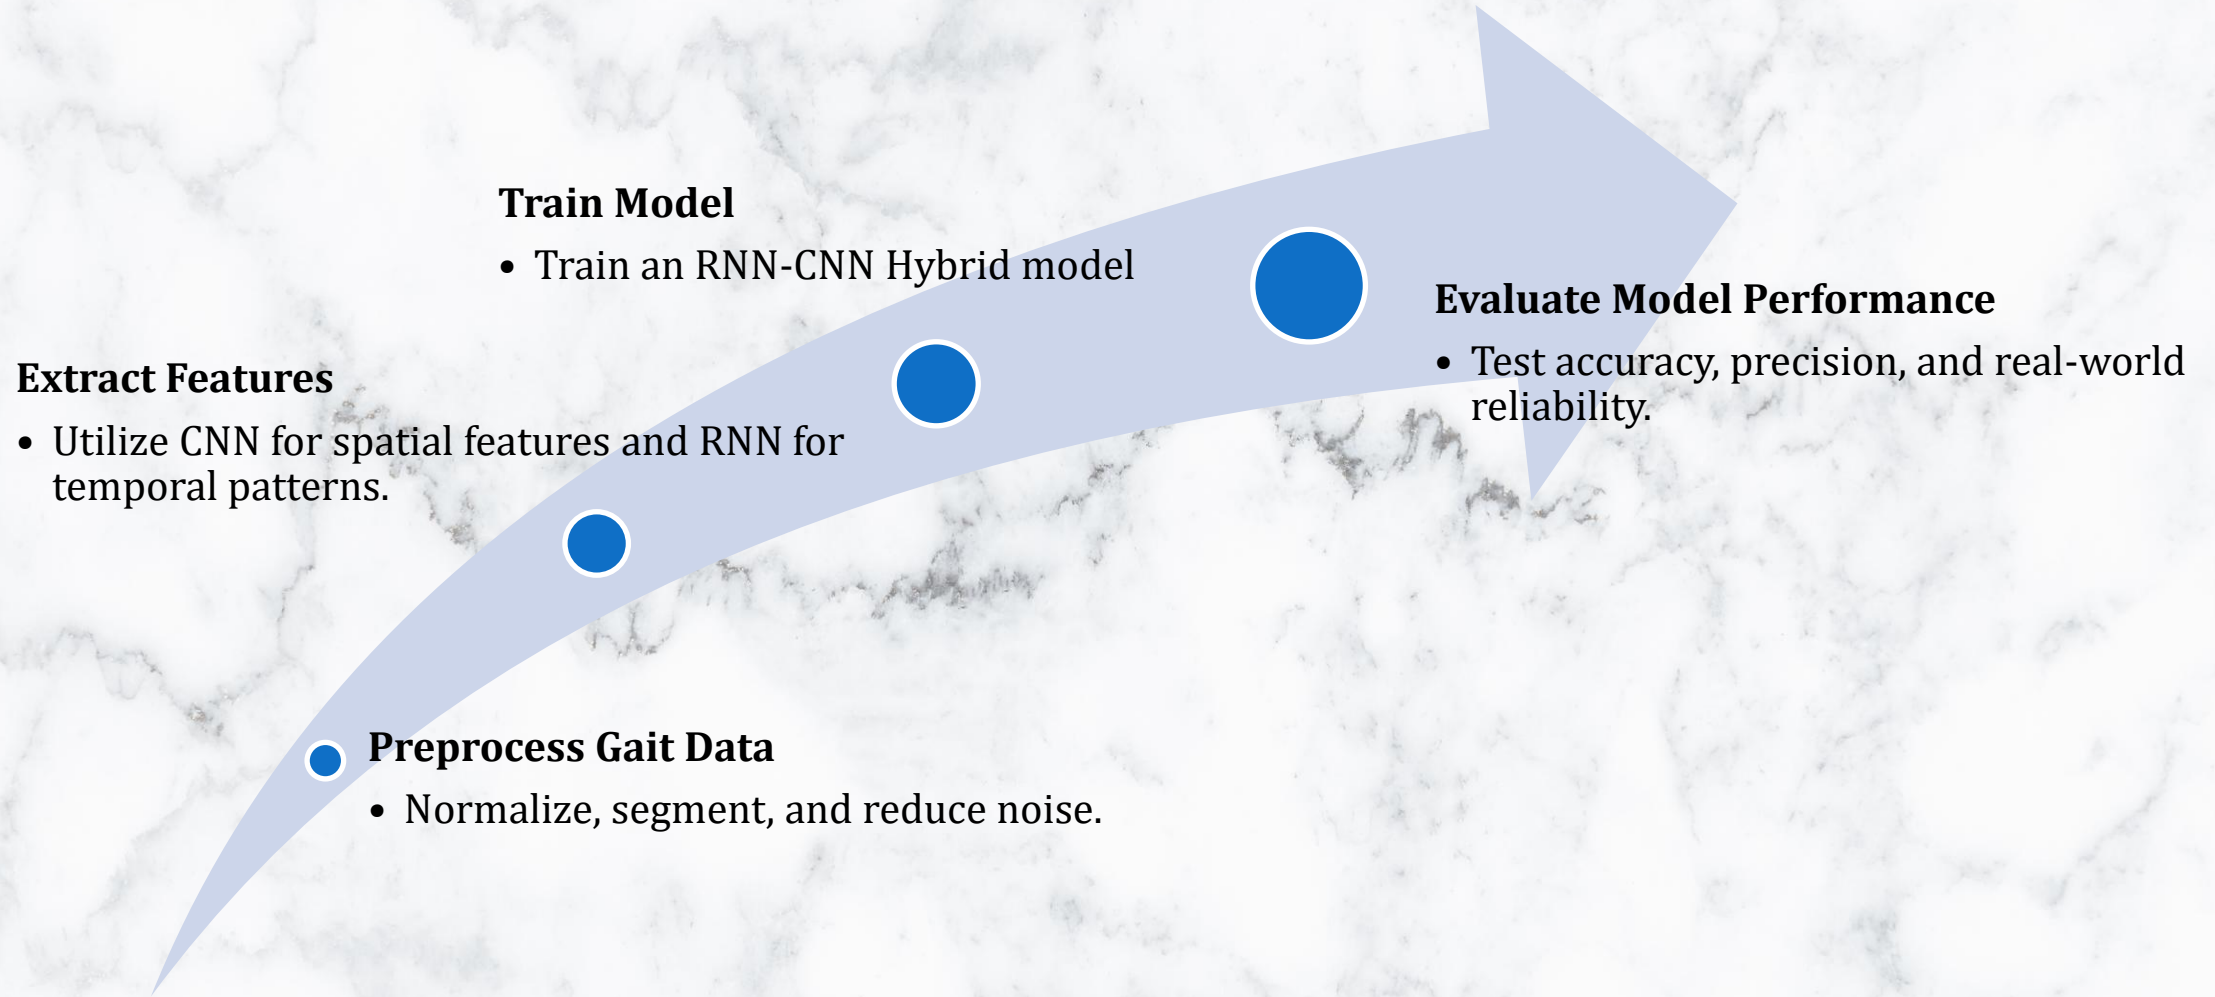 Train Model
• Train an RNN-CNN Hybrid model
Evaluate Model Performance
• Test accuracy, precision, and real-world
reliability.
Extract Features
• Utilize CNN for spatial features and RNN for
temporal patterns.
Preprocess Gait Data
• Normalize, segment, and reduce noise.